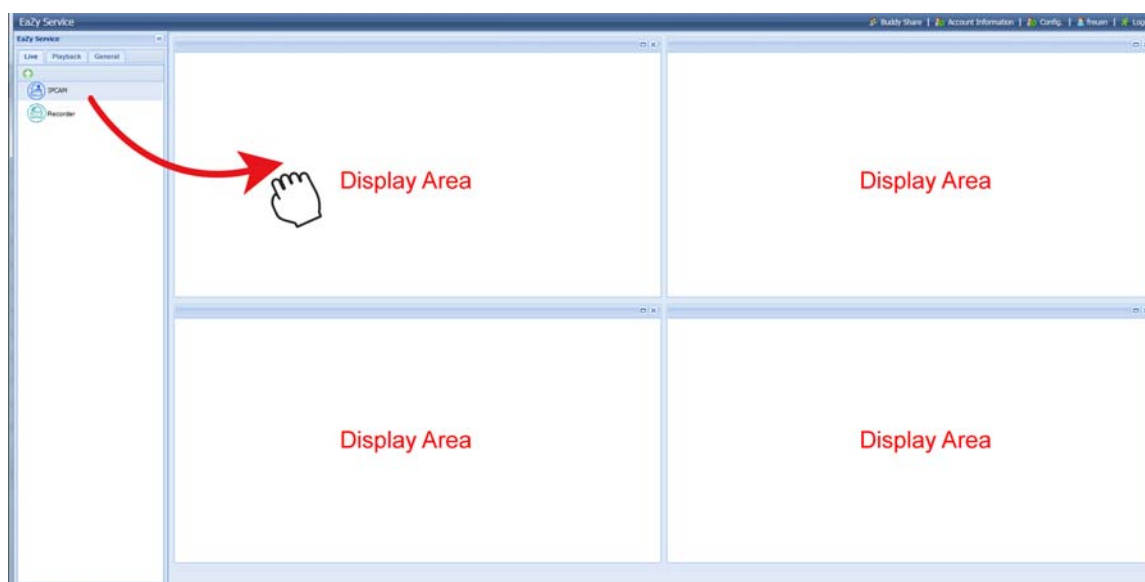 EaZy Service
Buddy Share | Account Information | Config. | freuen | Log
EaZy Service
Live Playback General
IPCAM
Recorder
Display Area
Display Area
Display Area
Display Area